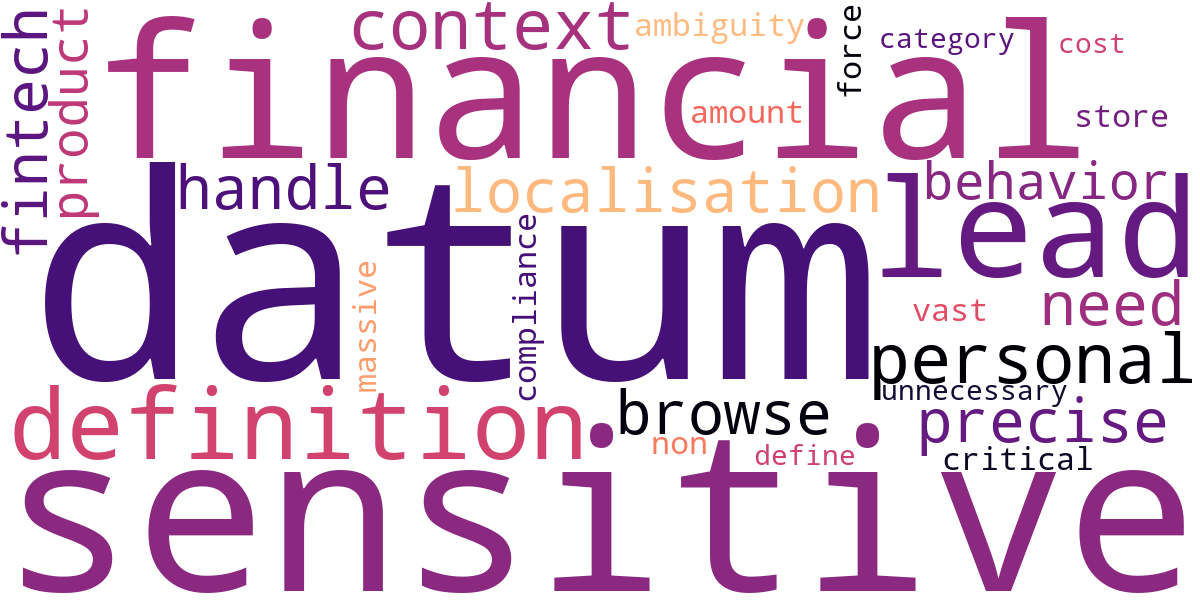 fintech
product
context
ambiguity
force
category
cost
financial
amount
store
handle
localisation
behavior
datum
lead
massive
compliance
vast
need
personal
unnecessary
definition
browse
precise
non
define
critical
sensitive